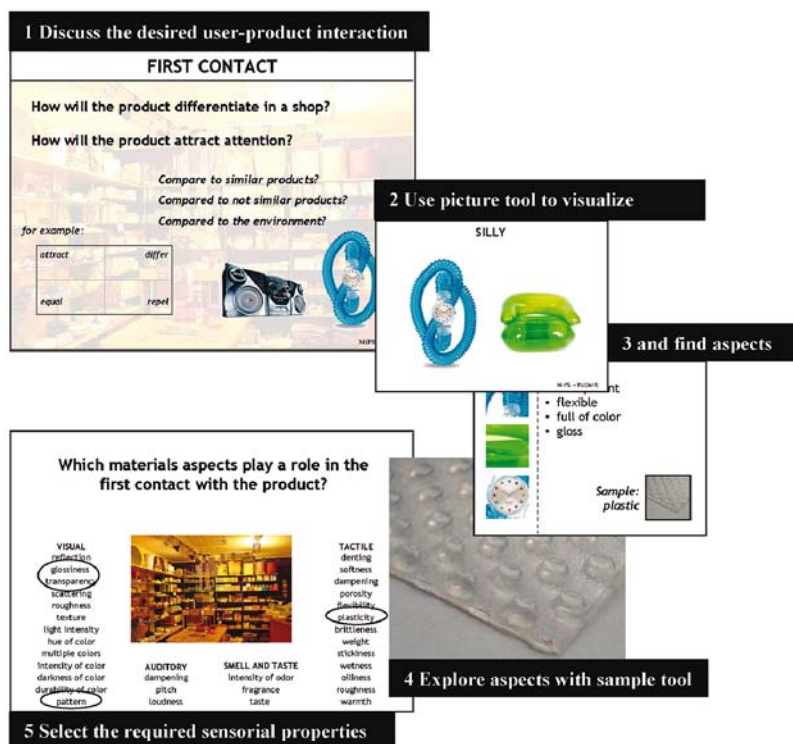 1 Discuss the desired user-product interaction
FIRST CONTACT
How will the product differentiate in a shop?
How will the product attract attention?
Compare to similar products?
Compared to not similar products?
Compared to the environment?
for example:
attract differ
equal repel
2 Use picture tool to visualize
SILLY
3 and find aspects
▪ flexible
▪ full of color
▪ gloss
Sample:
plastic
4 Explore aspects with sample tool
Which materials aspects play a role in the
first contact with the product?
VISUAL
reflection
glossiness
transparency
scattering
roughness
texture
light intensity
hue of color
multiple colors
intensity of color
darkness of color
durability of color
pattern
AUDITORY
dampening
pitch
loudness
SMELL AND TASTE
intensity of odor
fragrance
taste
TACTILE
denting
softness
dampening
porosity
flexibility
plasticity
brittleness
weight
stickiness
wetness
oiliness
roughness
warmth
5 Select the required sensorial properties